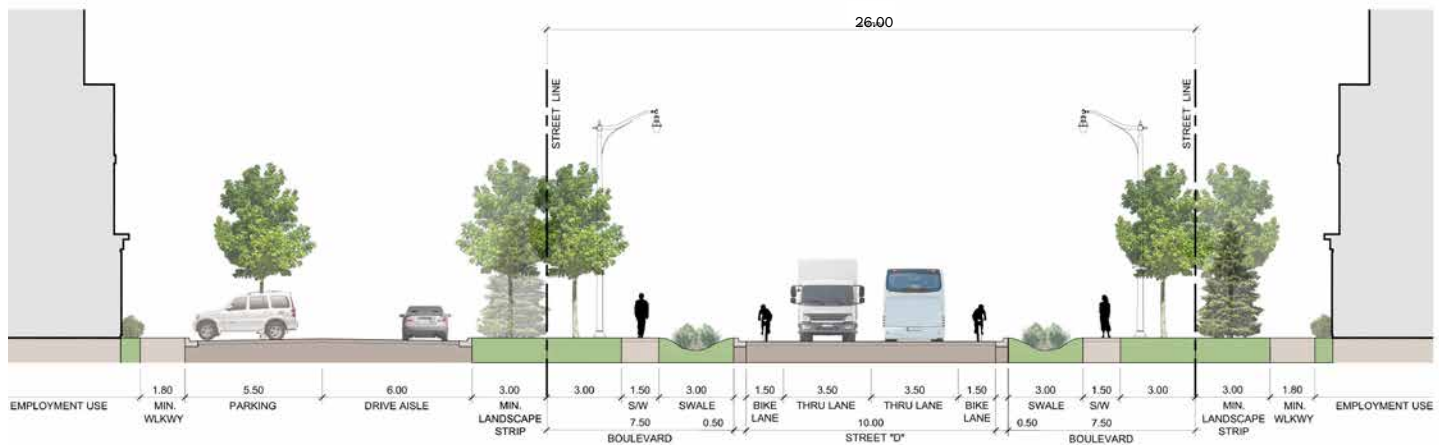 26.00
STREET LINE
STREET LINE
1.80 5.50 6.00 3.00 3.00 1.50 3.00 1.50 3.50 3.50 1.50 3.00 1.50 3.00 3.00 1.80
EMPLOYMENT USE MIN. PARKING DRIVE AISLE MIN. S/W SWALE BIKE THRU LANE THRU LANE BIKE SWALE S/W MIN. MIN. EMPLOYMENT USE
WLKWY LANDSCAPE LANE LANE LANDSCAPE WLKWY
STRIP 7.50 0.50 10.00 0.50 7.50 STRIP
BOULEVARD STREET "D" BOULEVARD